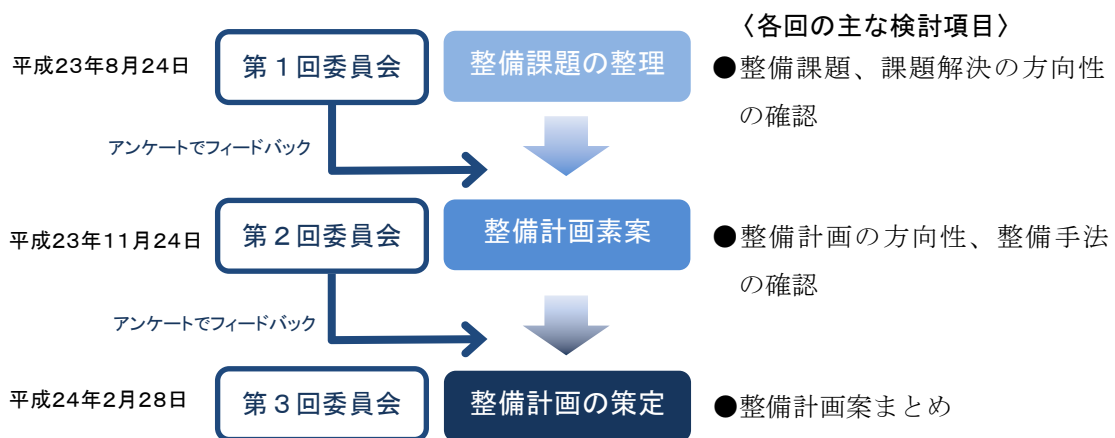 〈各回の主な検討項目〉
平成23年8月24日
第１回委員会
整備課題の整理
●整備課題、課題解決の方向性
の確認
アンケートでフィードバック
平成23年11月24日
第２回委員会
整備計画素案
●整備計画の方向性、整備手法
の確認
アンケートでフィードバック
平成24年2月28日
第３回委員会
整備計画の策定
●整備計画案まとめ